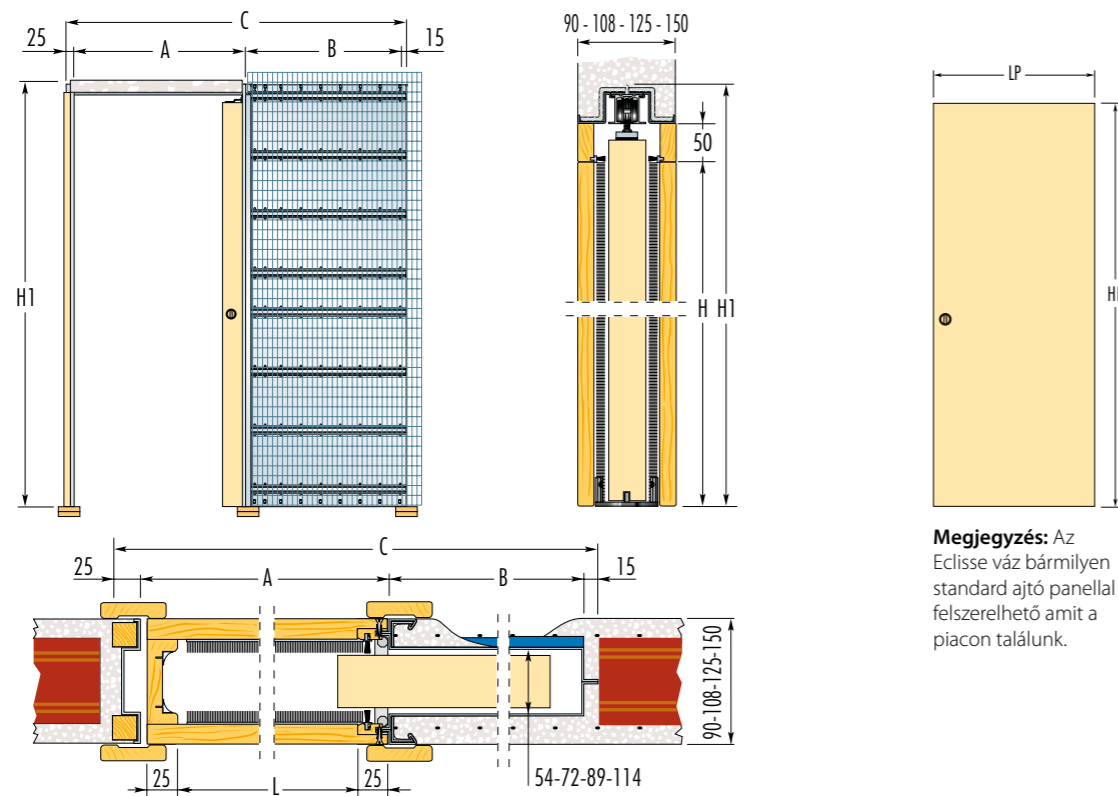 C
25
A
B
15
H1
90 - 108 - 125 - 150
50
H
H1
LP
Megjegyzés: Az
Eclisse váz bármilyen
standard ajtó panellal
felszerelhető amit a
piacon találunk.
C
25
A
B
15
90-108-125-150
25
L
25
54-72-89-114